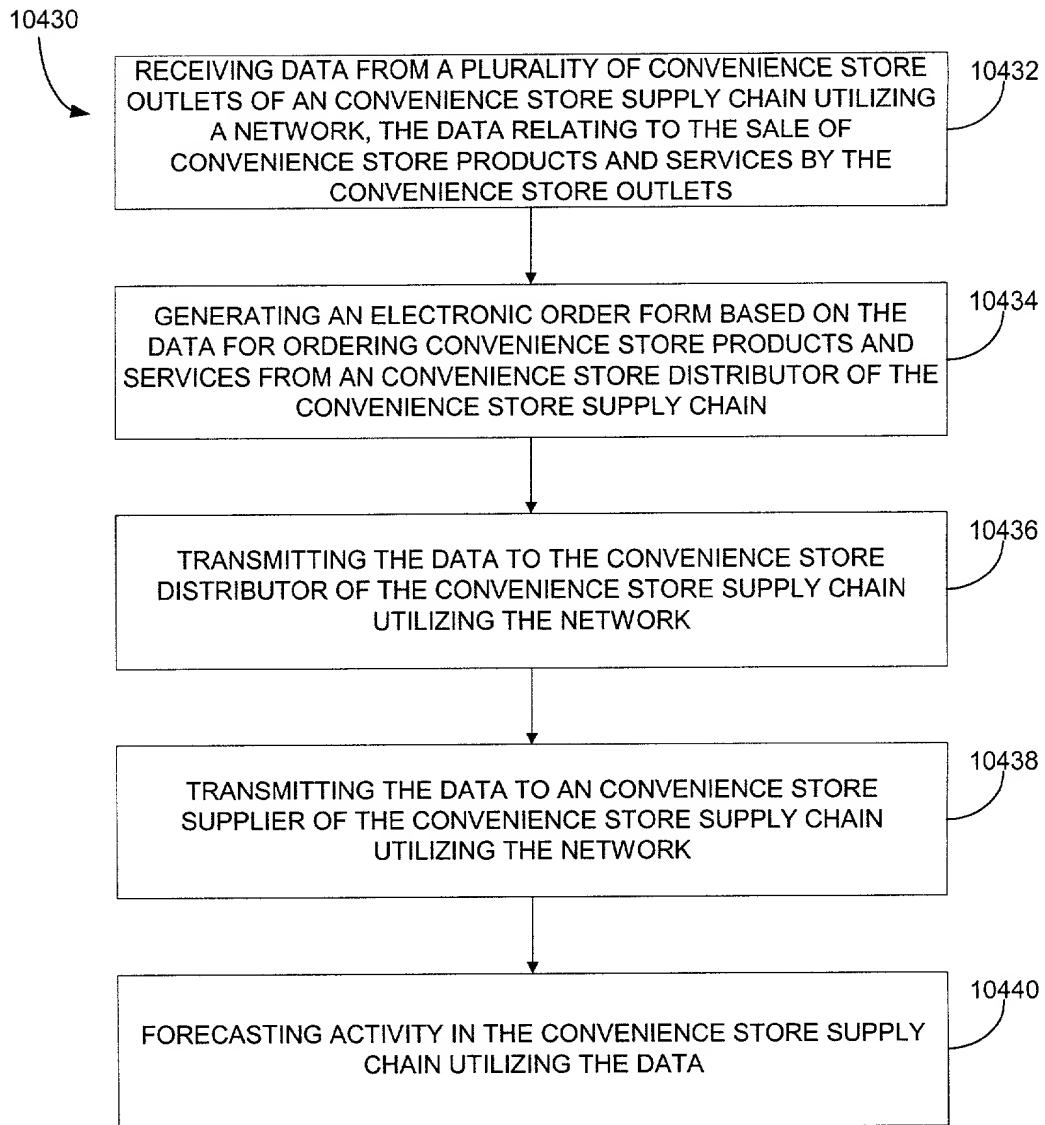 10430
RECEIVING DATA FROM A PLURALITY OF CONVENIENCE STORE
OUTLETS OF AN CONVENIENCE STORE SUPPLY CHAIN UTILIZING
A NETWORK, THE DATA RELATING TO THE SALE OF
CONVENIENCE STORE PRODUCTS AND SERVICES BY THE
CONVENIENCE STORE OUTLETS
10432
GENERATING AN ELECTRONIC ORDER FORM BASED ON THE
DATA FOR ORDERING CONVENIENCE STORE PRODUCTS AND
SERVICES FROM AN CONVENIENCE STORE DISTRIBUTOR OF THE
CONVENIENCE STORE SUPPLY CHAIN
10434
TRANSMITTING THE DATA TO THE CONVENIENCE STORE
DISTRIBUTOR OF THE CONVENIENCE STORE SUPPLY CHAIN
UTILIZING THE NETWORK
10436
TRANSMITTING THE DATA TO AN CONVENIENCE STORE
SUPPLIER OF THE CONVENIENCE STORE SUPPLY CHAIN
UTILIZING THE NETWORK
10438
FORECASTING ACTIVITY IN THE CONVENIENCE STORE SUPPLY
CHAIN UTILIZING THE DATA
10440